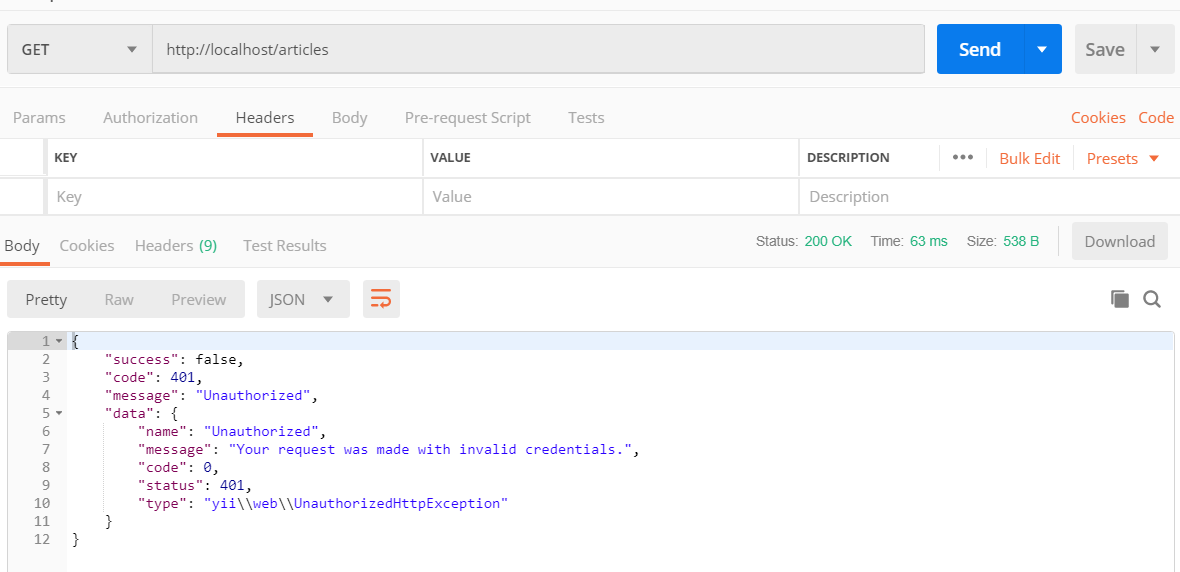 GET http://localhost/articles Send Save
Params Authorization Headers Body Pre-request Script Tests Cookies Code
KEY VALUE DESCRIPTION ••• Bulk Edit Presets
Key Value Description
Body Cookies Headers (9) Test Results Status: 200 OK Time: 63 ms Size: 538 B Download
Pretty Raw Preview JSON
1 {
2 "success": false,
3 "code": 401,
4 "message": "Unauthorized",
5 "data": {
6 "name": "Unauthorized",
7 "message": "Your request was made with invalid credentials.",
8 "code": 0,
9 "status": 401,
10 "type": "yii\\web\\UnauthorizedHttpException"
11 }
12 }